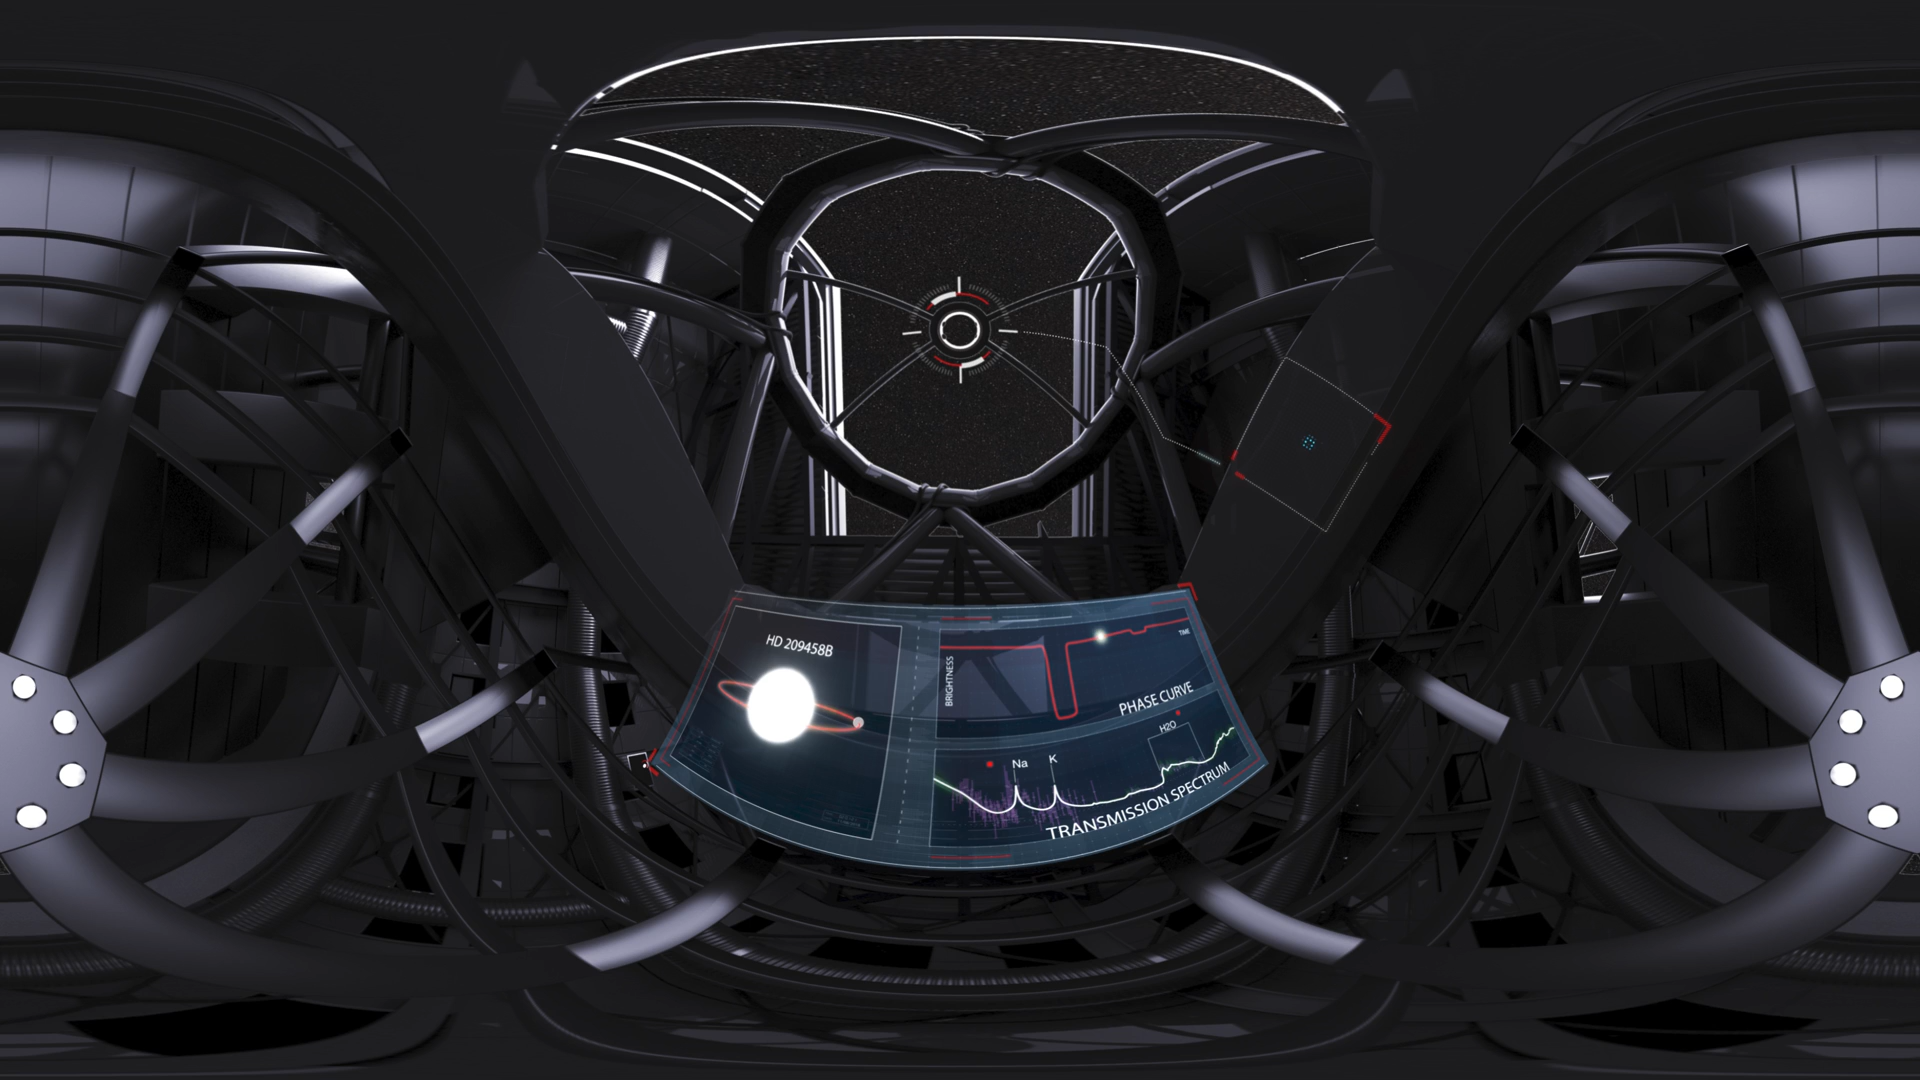 HD 209458B
BRIGHTNESS
TIME
PHASE CURVE
H2O
Na
K
TRANSMISSION SPECTRUM